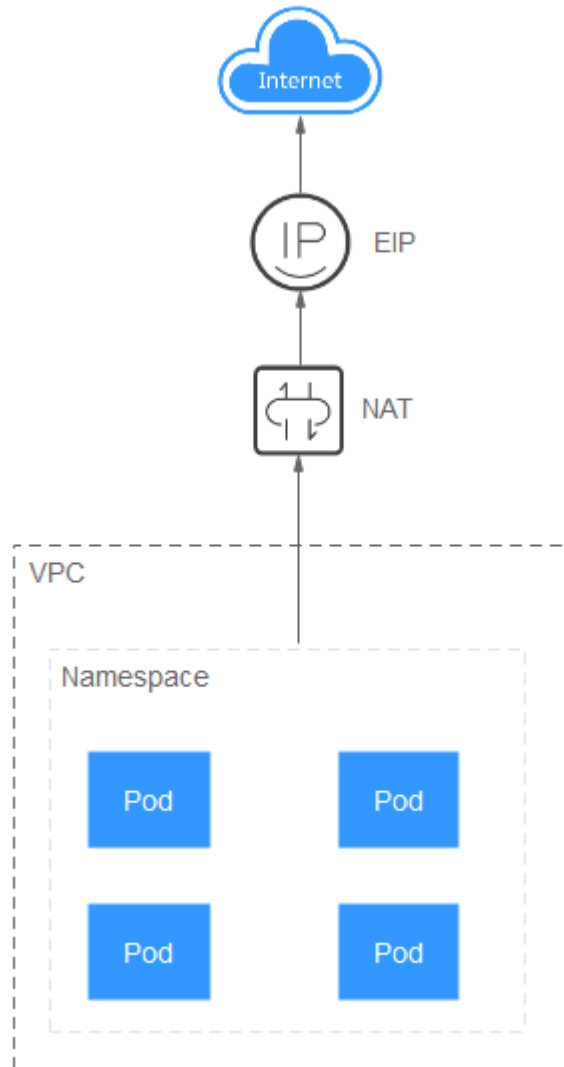 Internet
IP
EIP
NAT
VPC
Namespace
Pod
Pod
Pod
Pod